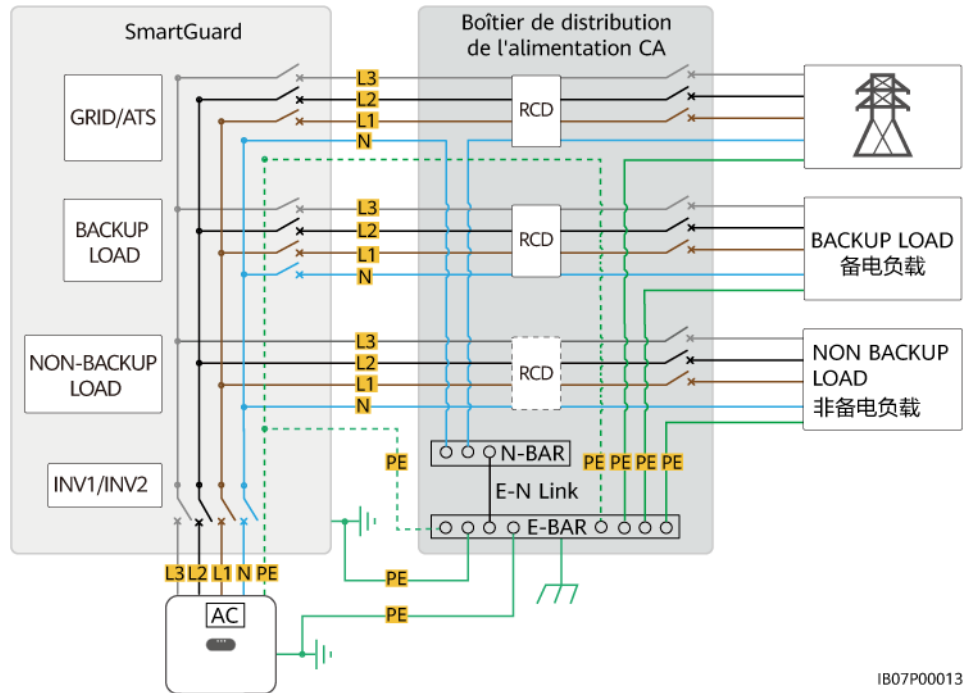 SmartGuard
Boîtier de distribution
de l'alimentation CA
GRID/ATS
L3
L2
L1
N
RCD
BACKUP
LOAD
L3
L2
L1
N
RCD
BACKUP LOAD
备电负载
NON-BACKUP
LOAD
L3
L2
L1
N
RCD
NON BACKUP
LOAD
非备电负载
INV1/INV2
PE
N-BAR
PE
PE
PE
PE
E-N Link
E-BAR
L3
L2
L1
N
PE
PE
PE
AC
IB07P00013